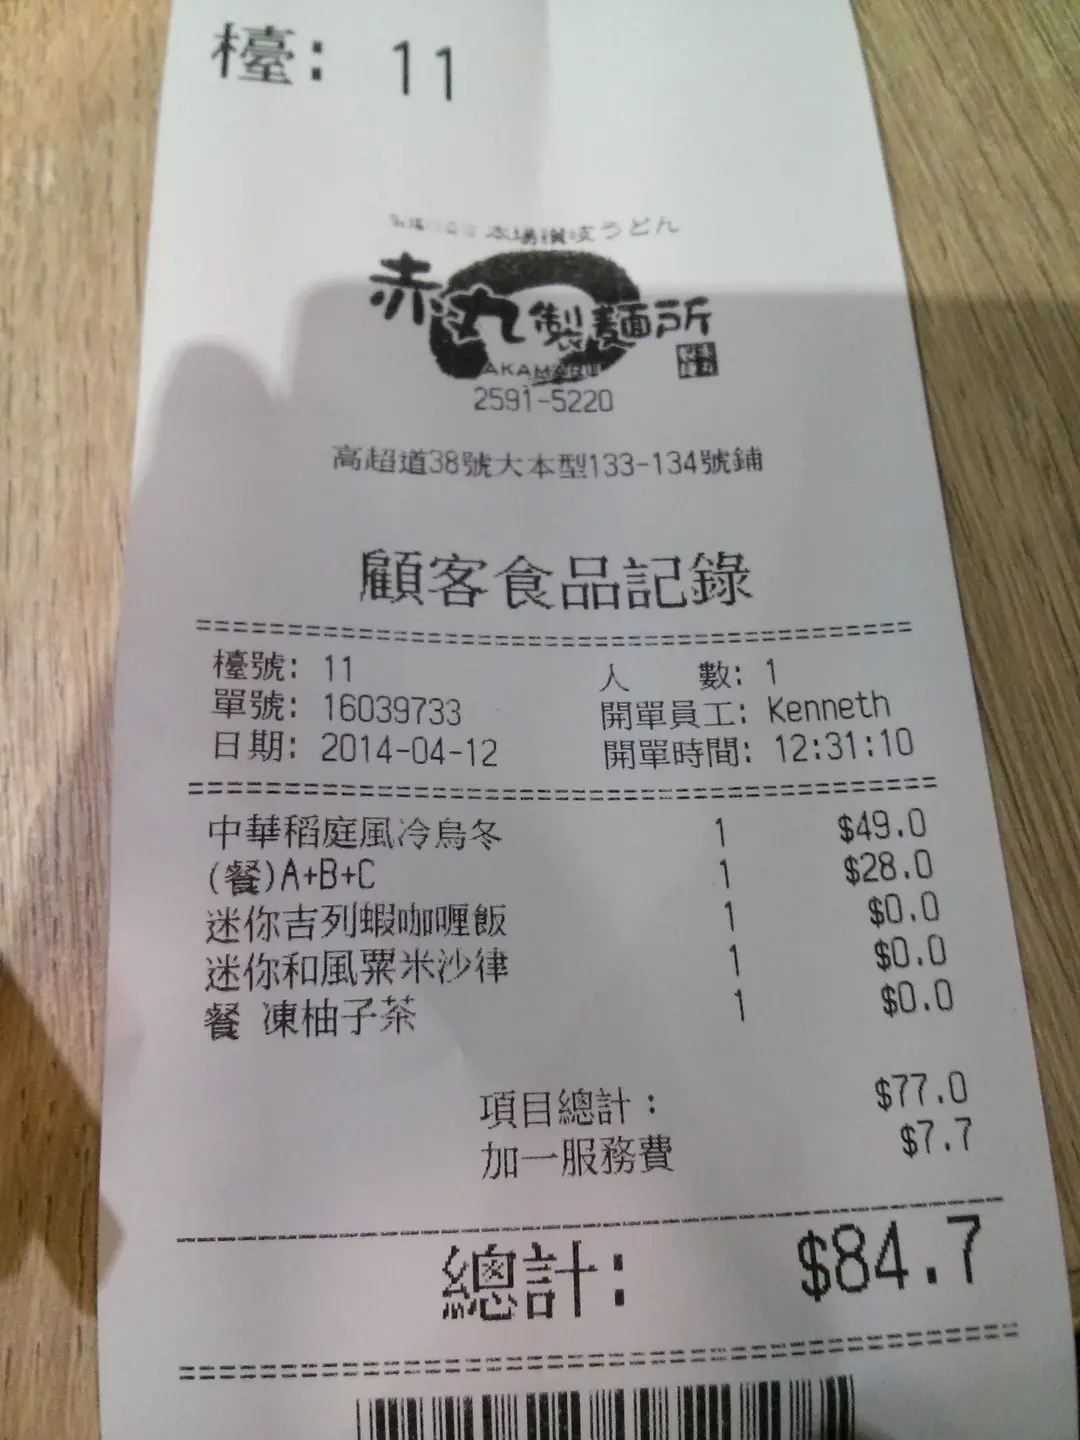 檯: 11
本場讃岐うどん
赤丸製麺所
AKAMARU
2591-5220
高超道38號大本型133-134號鋪
顧客食品記錄
檯號: 11 人 數: 1
單號: 16039733 開單員工: Kenneth
日期: 2014-04-12 開單時間: 12:31:10
中華稻庭風冷烏冬 1 $49.0
(餐)A+B+C 1 $28.0
迷你吉列蝦咖喱飯 1 $0.0
迷你和風粟米沙律 1 $0.0
餐 凍柚子茶 1 $0.0
項目總計： $77.0
加一服務費 $7.7
總計: $84.7